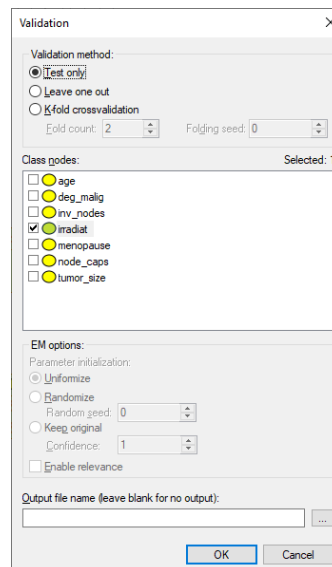 Validation
Validation method:
Test only
Leave one out
K-fold crossvalidation
Fold count: 2 Folding seed: 0
Class nodes: Selected: 
age
deg_malig
inv_nodes
irradiat
menopause
node_caps
tumor_size
EM options:
Parameter initialization:
Uniformize
Randomize
Random seed: 0
Keep original
Confidence: 1
Enable relevance
Output file name (leave blank for no output):
...
OK Cancel